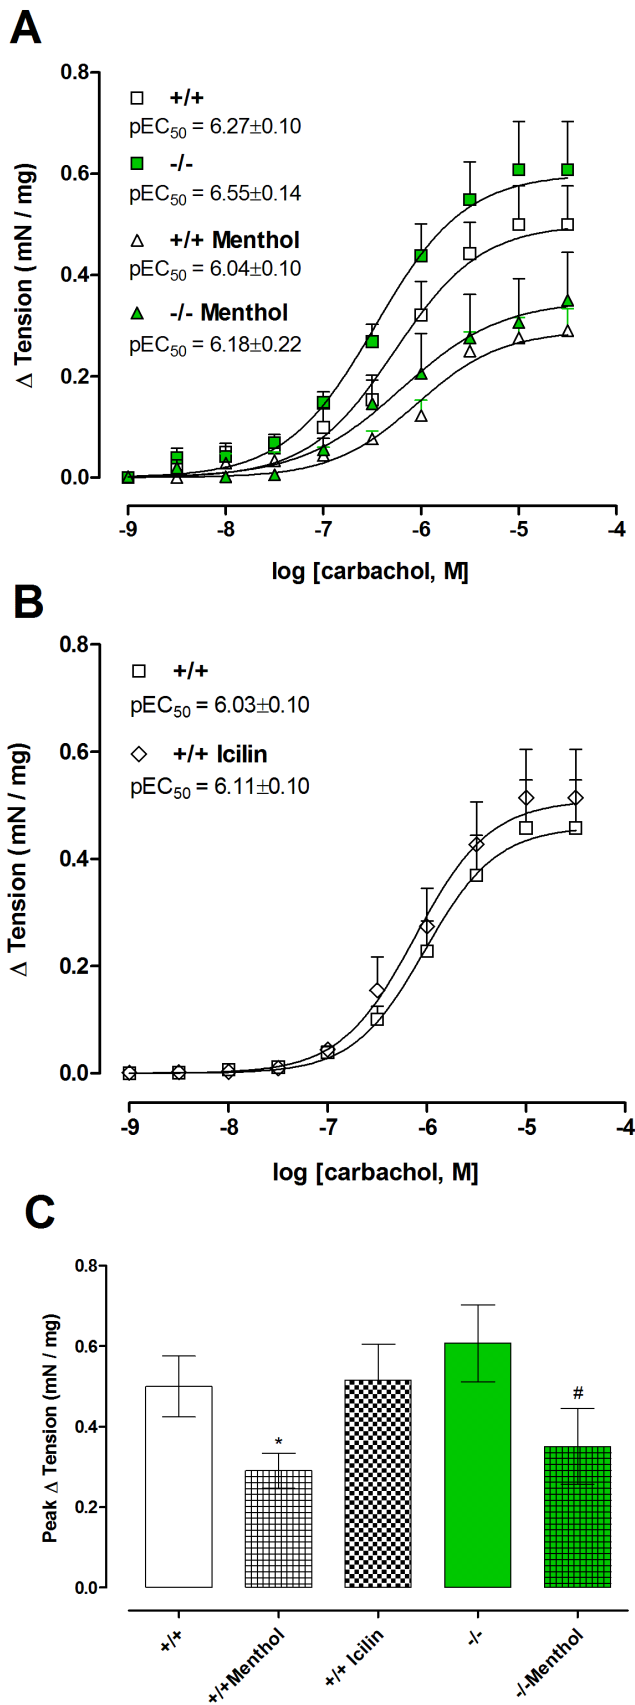 A
0.8
0.6
0.4
0.2
0.0
Δ Tension (mN / mg)
+/+
pEC50 = 6.27±0.10
-/-
pEC50 = 6.55±0.14
+/+ Menthol
pEC50 = 6.04±0.10
-/- Menthol
pEC50 = 6.18±0.22
-9 -8 -7 -6 -5 -4
log [carbachol, M]
B
0.8
0.6
0.4
0.2
0.0
Δ Tension (mN / mg)
+/+
pEC50 = 6.03±0.10
+/+ Icilin
pEC50 = 6.11±0.10
-9 -8 -7 -6 -5 -4
log [carbachol, M]
C
0.8
0.6
0.4
0.2
0.0
Peak Δ Tension (mN / mg)
*
#
+/+
+/+Menthol
+/+ Icilin
-/-
-/-Menthol